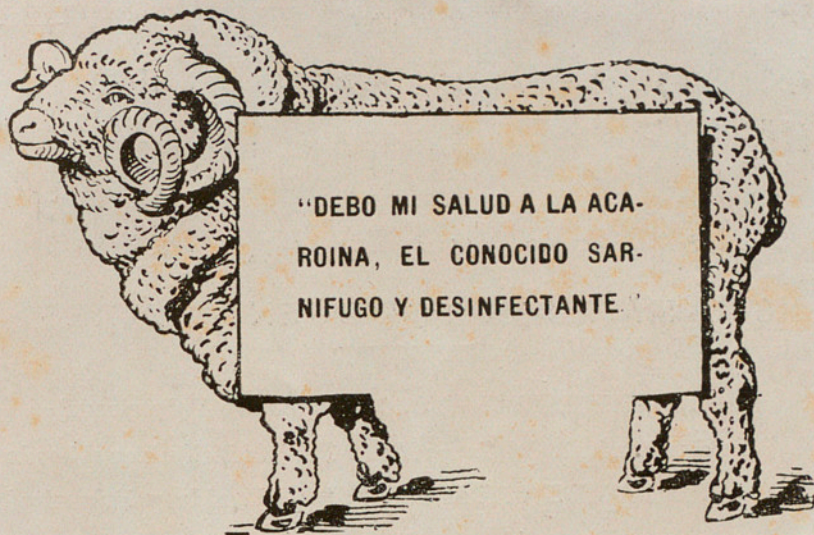 "DEBO MI SALUD A LA ACA-
ROINA, EL CONOCIDO SAR-
NIFUGO Y DESINFECTANTE"